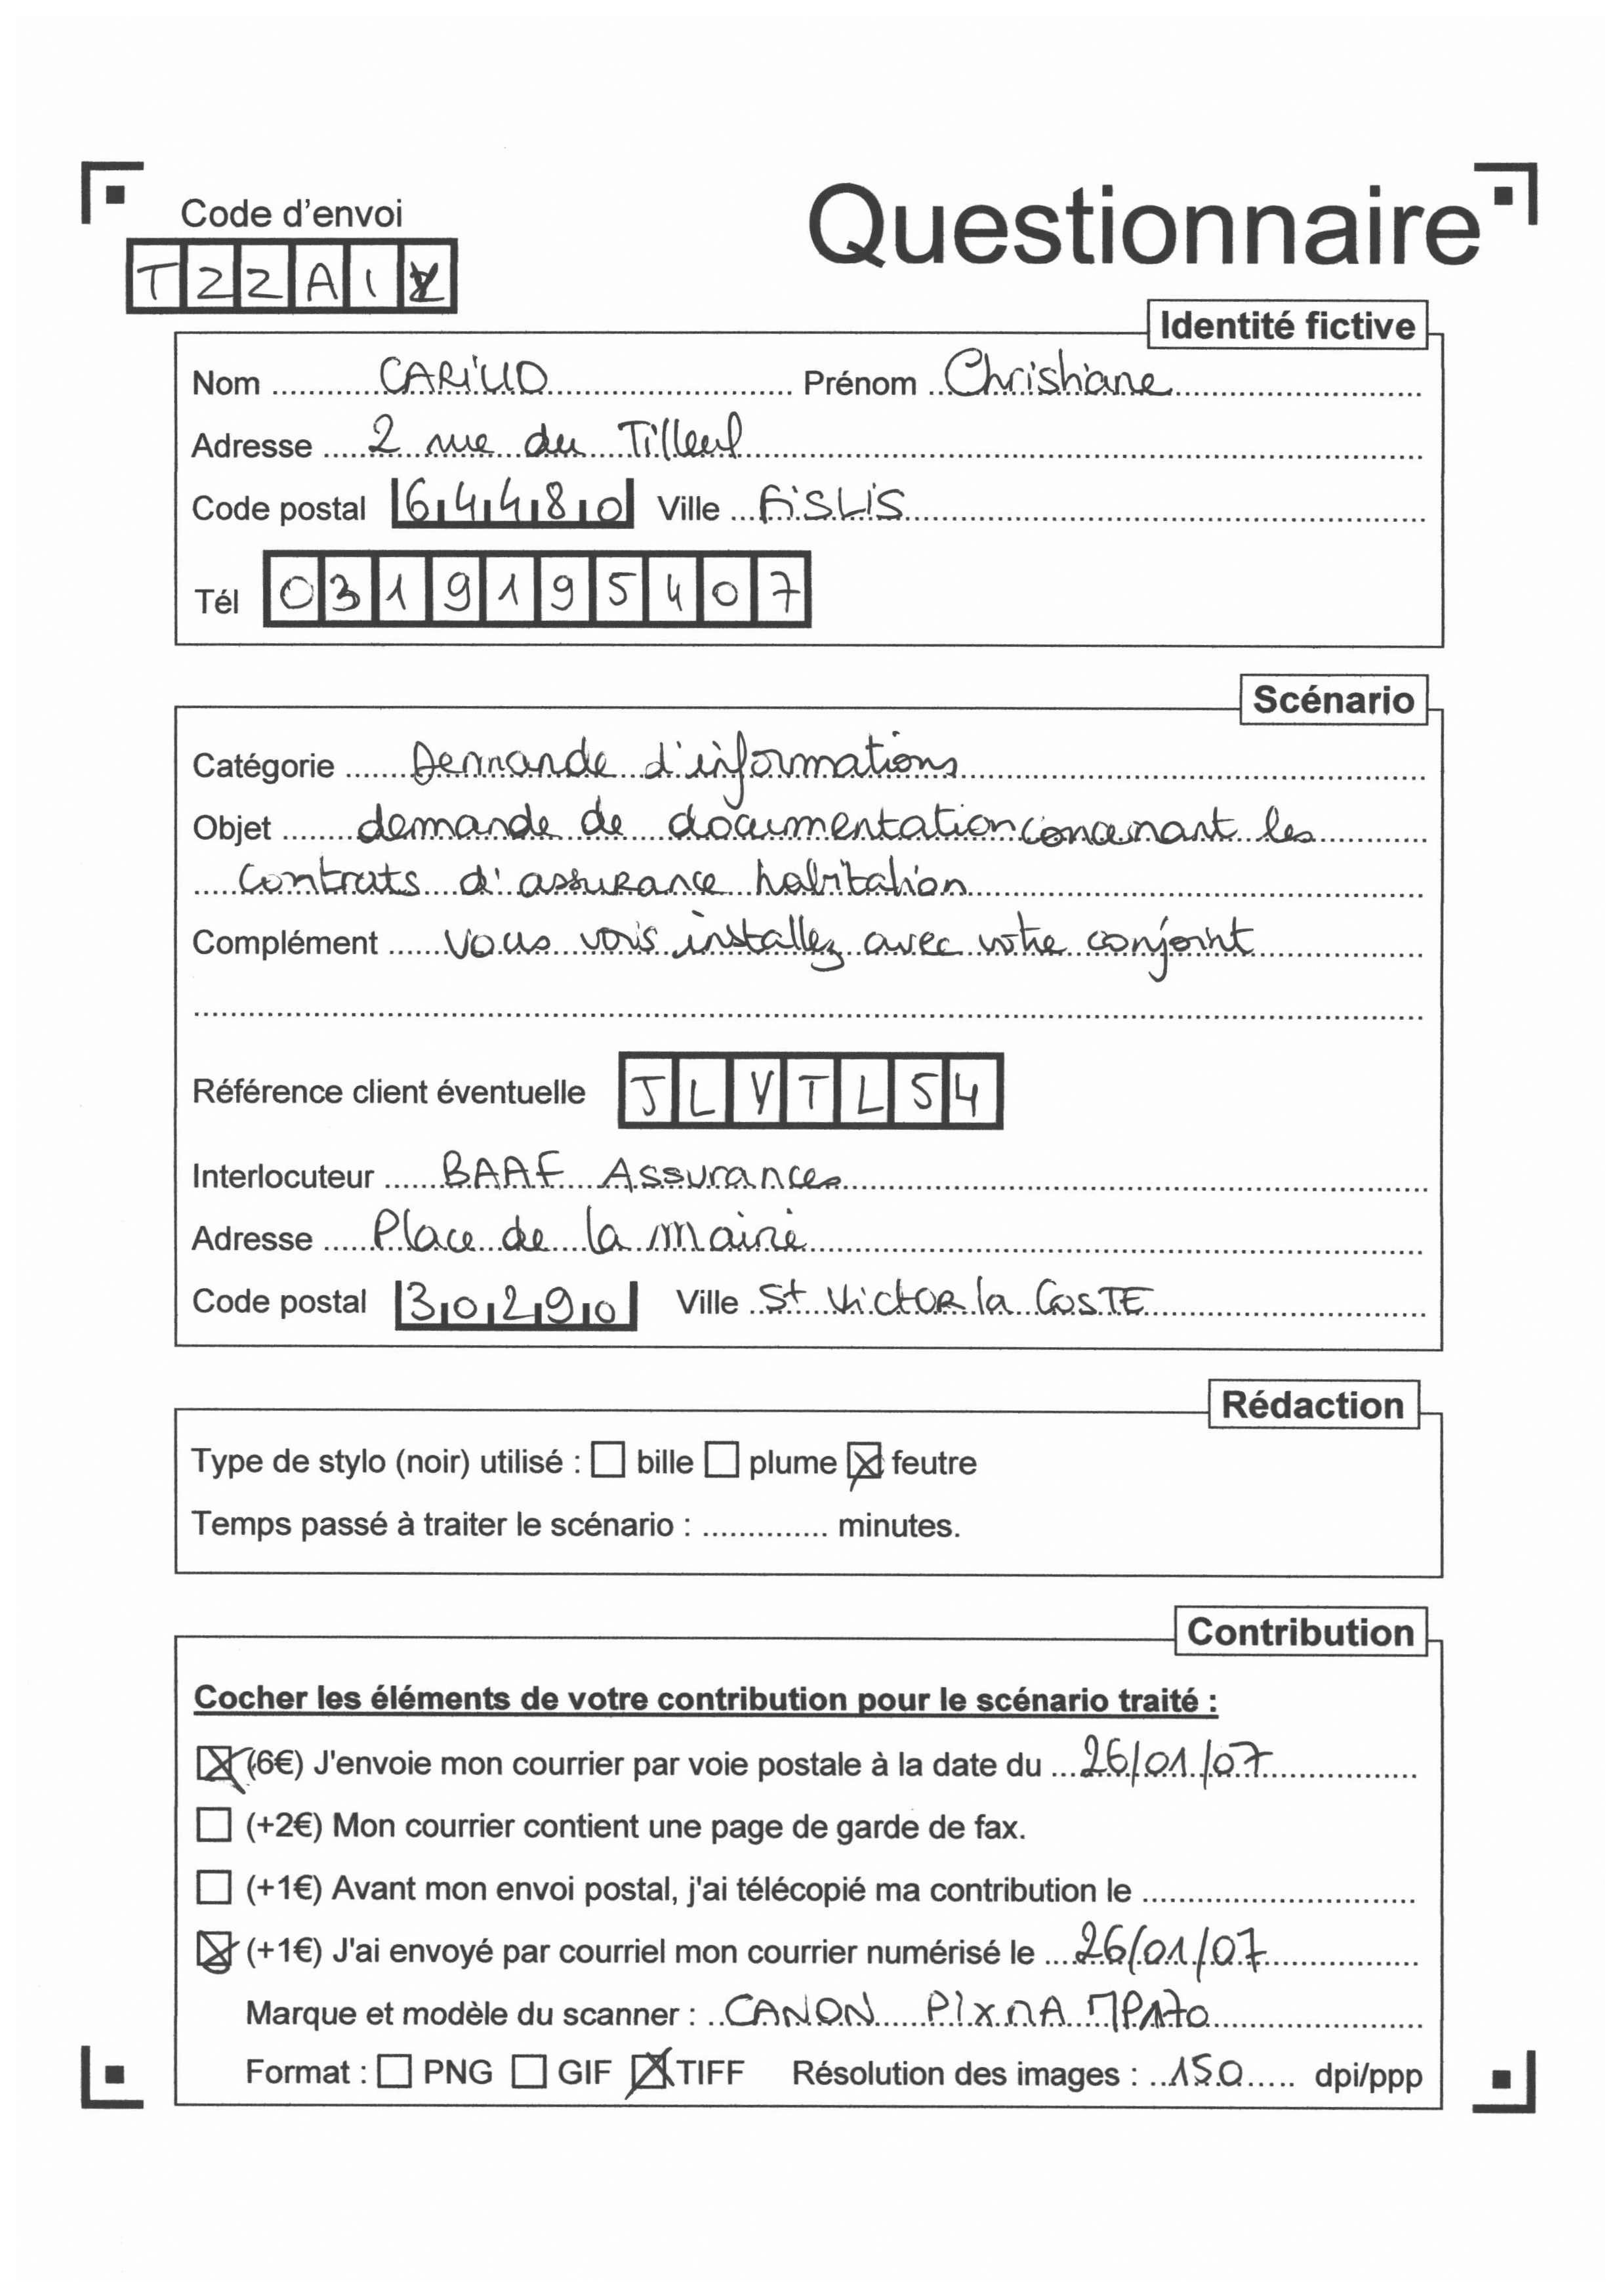 Code d'envoi
Questionnaire
T22A1
Identité fictive
Nom CARiUO Prénom Christiane
Adresse 2 rue du Tilleul
Code postal 64480 Ville FiSLiS
Tél 0319195407
Scénario
Catégorie Demande d'informations
Objet demande de documentation concernant les
contrats d'assurance habitation
Complément Vous vous installez avec votre conjoint
Référence client éventuelle JLVTL54
Interlocuteur BAAF Assurances
Adresse Place de la mairie
Code postal 30290 Ville St Victor la CosTE
Rédaction
Type de stylo (noir) utilisé : bille plume feutre
Temps passé à traiter le scénario : .............. minutes.
Contribution
Cocher les éléments de votre contribution pour le scénario traité :
(6€) J'envoie mon courrier par voie postale à la date du 26/01/07
(+2€) Mon courrier contient une page de garde de fax.
(+1€) Avant mon envoi postal, j'ai télécopié ma contribution le
(+1€) J'ai envoyé par courriel mon courrier numérisé le 26/01/07
Marque et modèle du scanner : CANON PIXMA MP170
Format : PNG GIF TIFF Résolution des images : 150 dpi/ppp